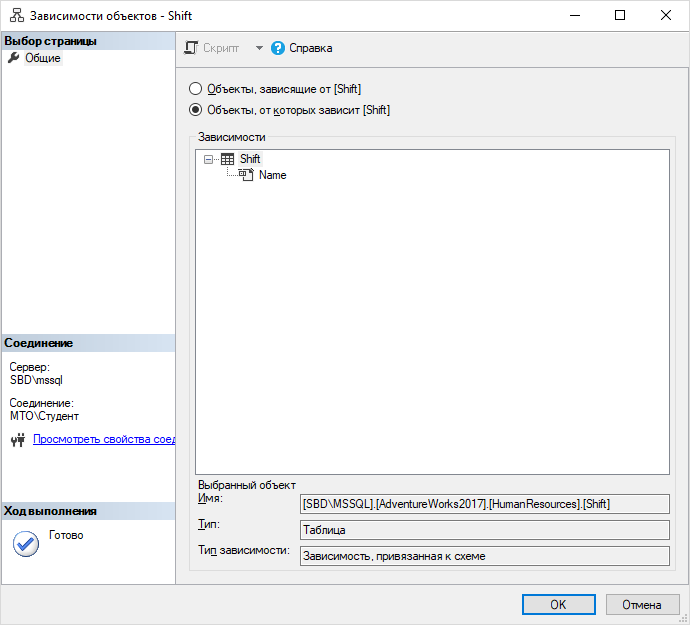 Зависимости объектов - Shift
Выбор страницы
Общие
Скрипт
Справка
Объекты, зависящие от [Shift]
Объекты, от которых зависит [Shift]
Зависимости
Shift
Name
Соединение
Сервер:
SBD\mssql
Соединение:
МТО\Студент
Просмотреть свойства соед
Ход выполнения
Готово
Выбранный объект
Имя:
[SBD\MSSQL].[AdventureWorks2017].[HumanResources].[Shift]
Тип:
Таблица
Тип зависимости:
Зависимость, привязанная к схеме
OK
Отмена